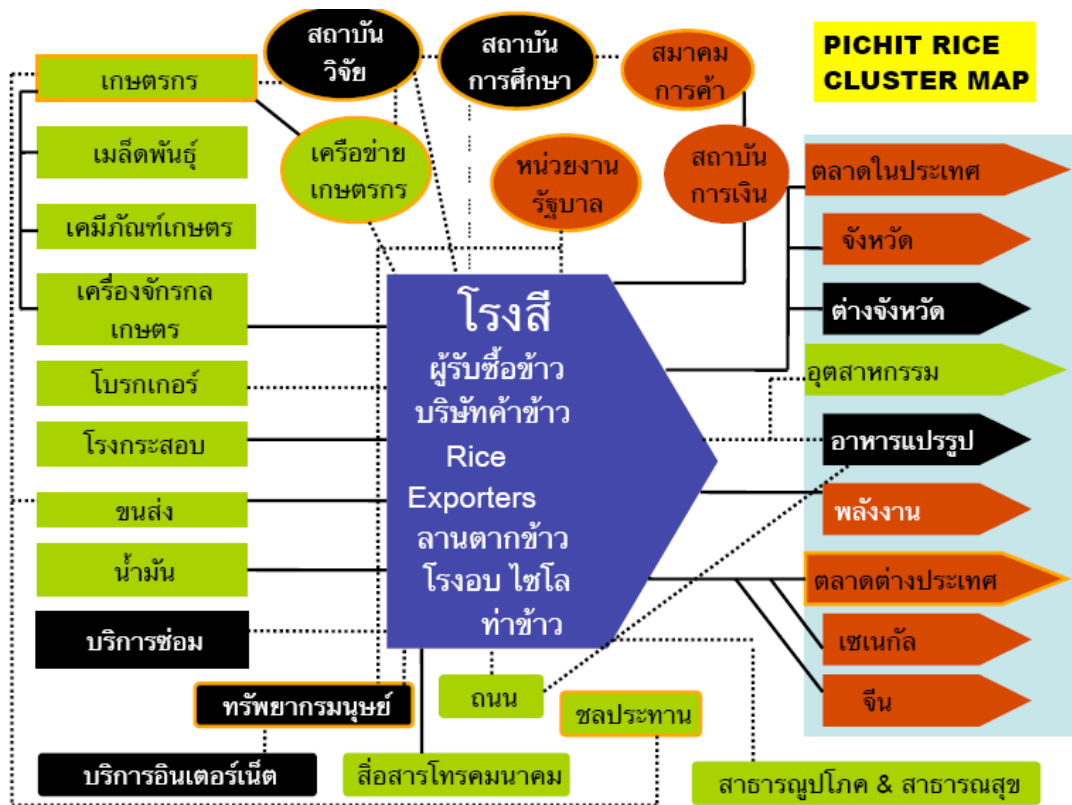 สถาบัน
วิจัย
สถาบัน
การศึกษา
สมาคม
การค้า
PICHIT RICE
CLUSTER MAP
เกษตรกร
เครือข่าย
เกษตรกร
หน่วยงาน
รัฐบาล
สถาบัน
การเงิน
เมล็ดพันธุ์
เคมีภัณฑ์เกษตร
เครื่องจักรกล
เกษตร
โบรกเกอร์
โรงกระสอบ
ขนส่ง
น้ำมัน
บริการซ่อม
โรงสี
ผู้รับซื้อข้าว
บริษัทค้าข้าว
Rice
Exporters
ลานตากข้าว
โรงอบ ไซโล
ท่าข้าว
ตลาดในประเทศ
จังหวัด
ต่างจังหวัด
อุตสาหกรรม
อาหารแปรรูป
พลังงาน
ตลาดต่างประเทศ
เซเนกัล
จีน
ทรัพยากรมนุษย์
ถนน
ชลประทาน
บริการอินเตอร์เน็ต
สื่อสารโทรคมนาคม
สาธารณูปโภค & สาธารณสุข